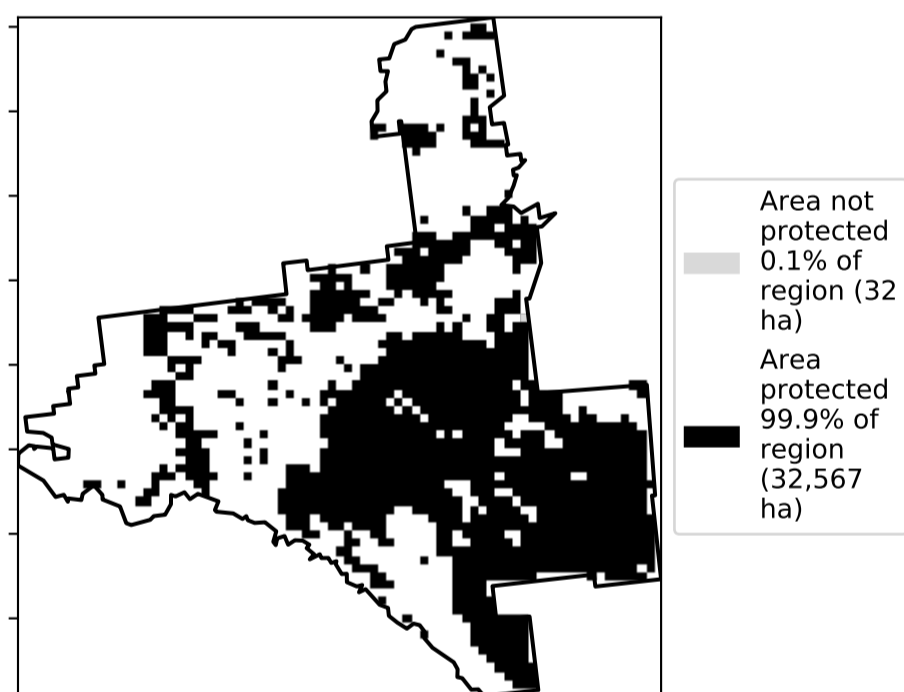 Area not
protected
0.1% of
region (32
ha)
Area
protected
99.9% of
region
(32,567
ha)